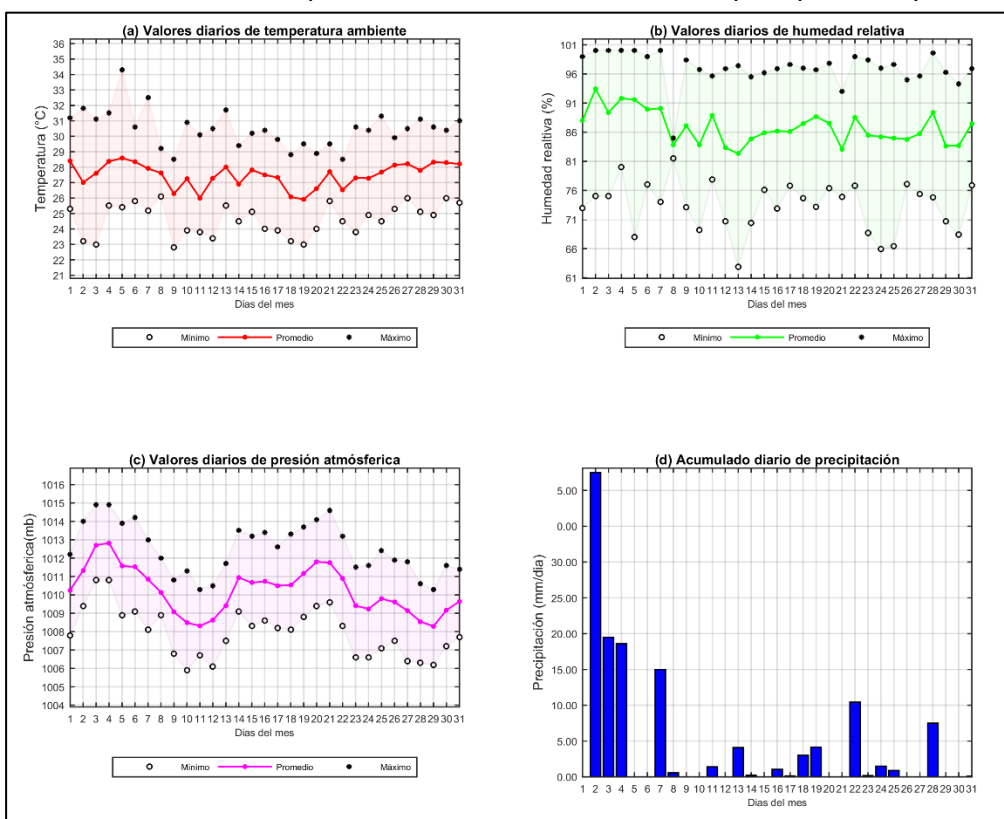 (a) Valores diarios de temperatura ambiente
36
35
34
33
32
31
30
29
28
27
26
25
24
23
22
21
Temperatura (°C)
1 2 3 4 5 6 7 8 9 10 11 12 13 14 15 16 17 18 19 20 21 22 23 24 25 26 27 28 29 30 31
Dias del mes
Mínimo Promedio Máximo
(b) Valores diarios de humedad relativa
101
96
91
86
81
76
71
66
61
Humedad realtiva (%)
1 2 3 4 5 6 7 8 9 10 11 12 13 14 15 16 17 18 19 20 21 22 23 24 25 26 27 28 29 30 31
Dias del mes
Mínimo Promedio Máximo
(c) Valores diarios de presión atmósferica
1016
1015
1014
1013
1012
1011
1010
1009
1008
1007
1006
1005
1004
Presión atmósferica(mb)
1 2 3 4 5 6 7 8 9 10 11 12 13 14 15 16 17 18 19 20 21 22 23 24 25 26 27 28 29 30 31
Dias del mes
Mínimo Promedio Máximo
(d) Acumulado diario de precipitación
5.00
0.00
30.00
20.00
15.00
10.00
5.00
0.00
Precipitación (mm/dia)
1 2 3 4 5 6 7 8 9 10 11 12 13 14 15 16 17 18 19 20 21 22 23 24 25 26 27 28 29 30 31
Dias del mes